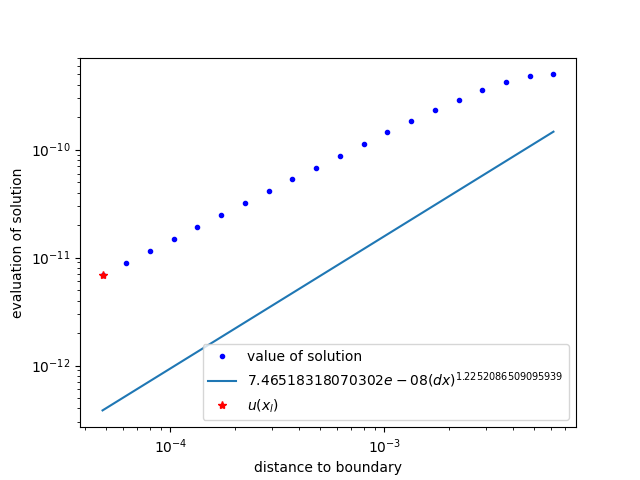 10⁻¹⁰
10⁻¹¹
10⁻¹²
evaluation of solution
value of solution
7.46518318070302e − 08(dx)^1.2252086509095939
u(x_l)
10⁻⁴
10⁻³
distance to boundary